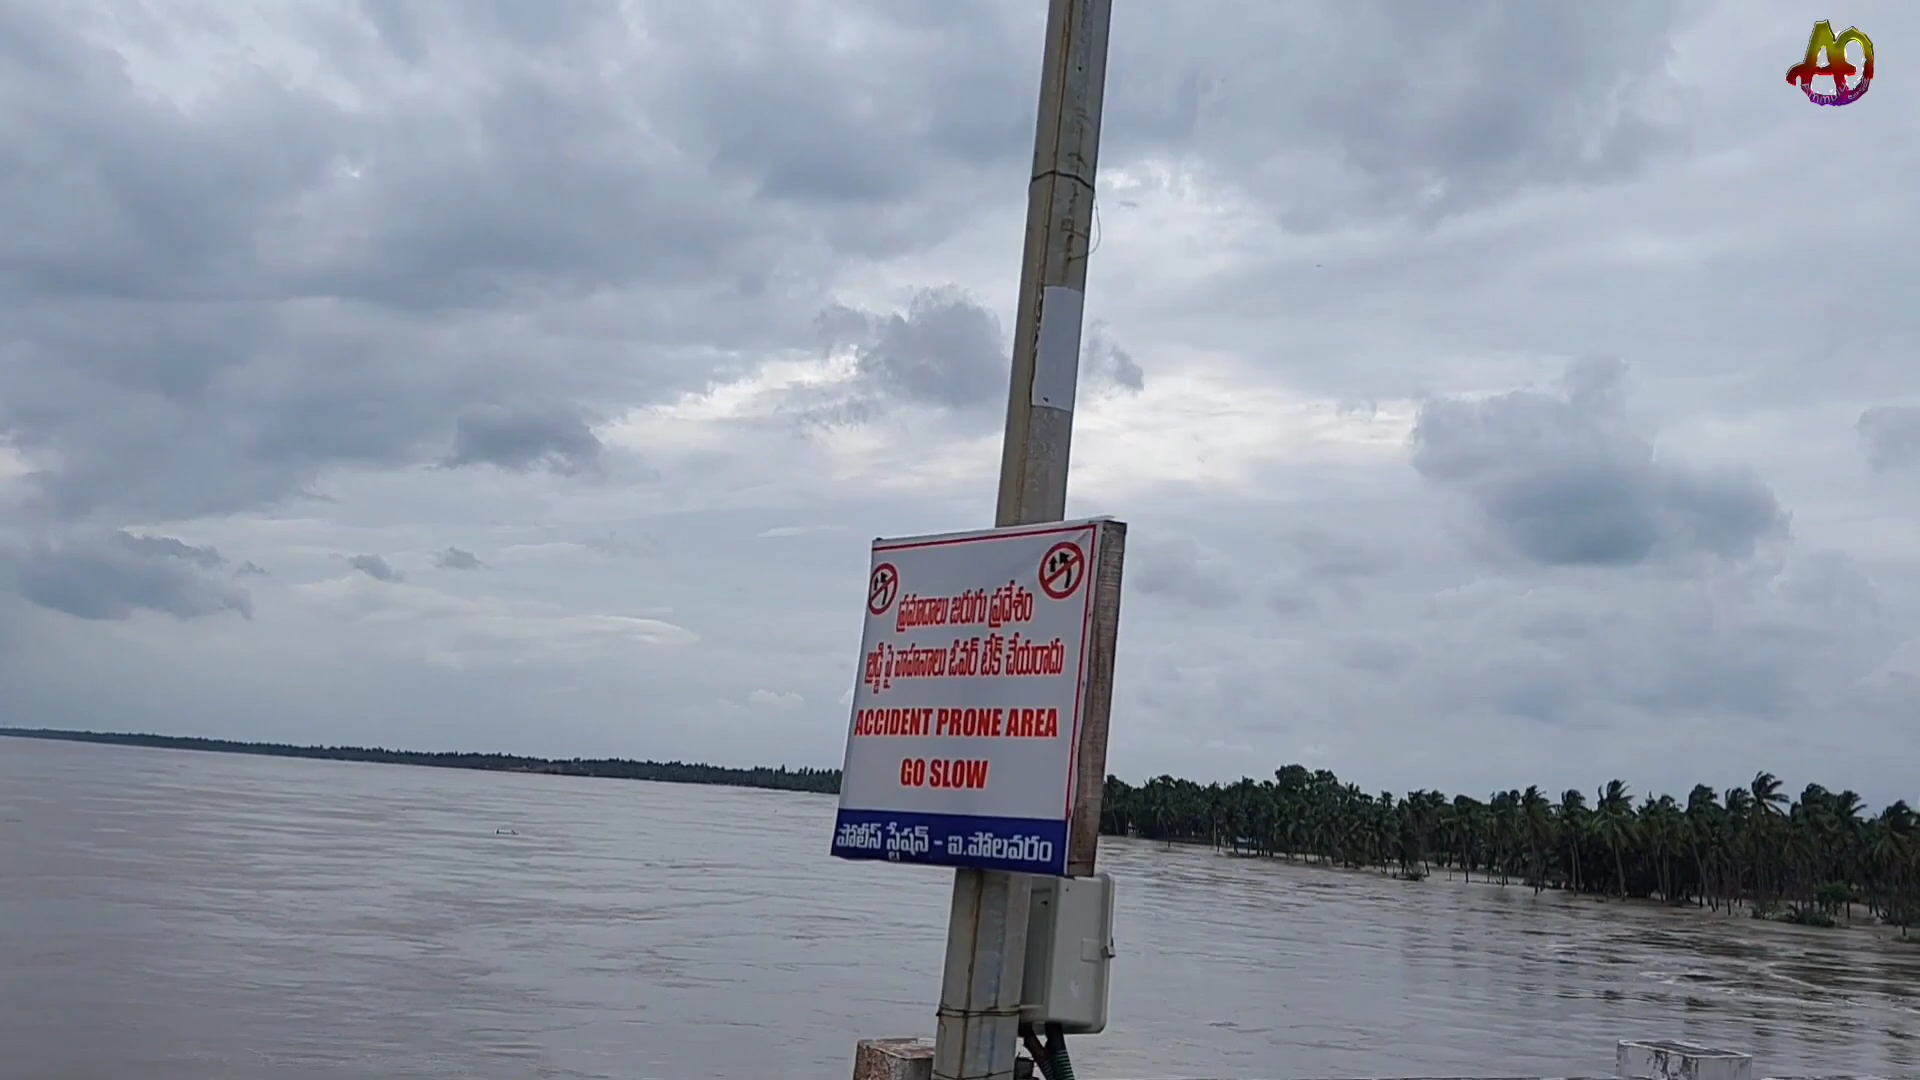 ప్రమాదాలు జరుగు ప్రదేశం
బ్రిడ్జి పై వాహనాలు ఓవర్ టేక్ చేయరాదు
ACCIDENT PRONE AREA
GO SLOW
పోలీస్ స్టేషన్ - ఐ.పోలవరం